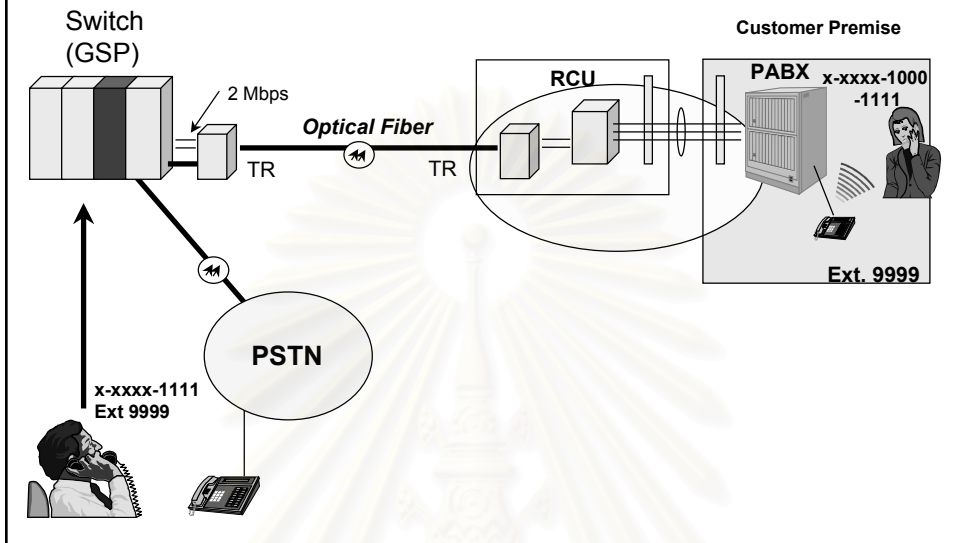 Switch
(GSP)
Customer Premise
2 Mbps
RCU
PABX
x-xxxx-1000
-1111
Optical Fiber
TR
TR
Ext. 9999
PSTN
x-xxxx-1111
Ext 9999